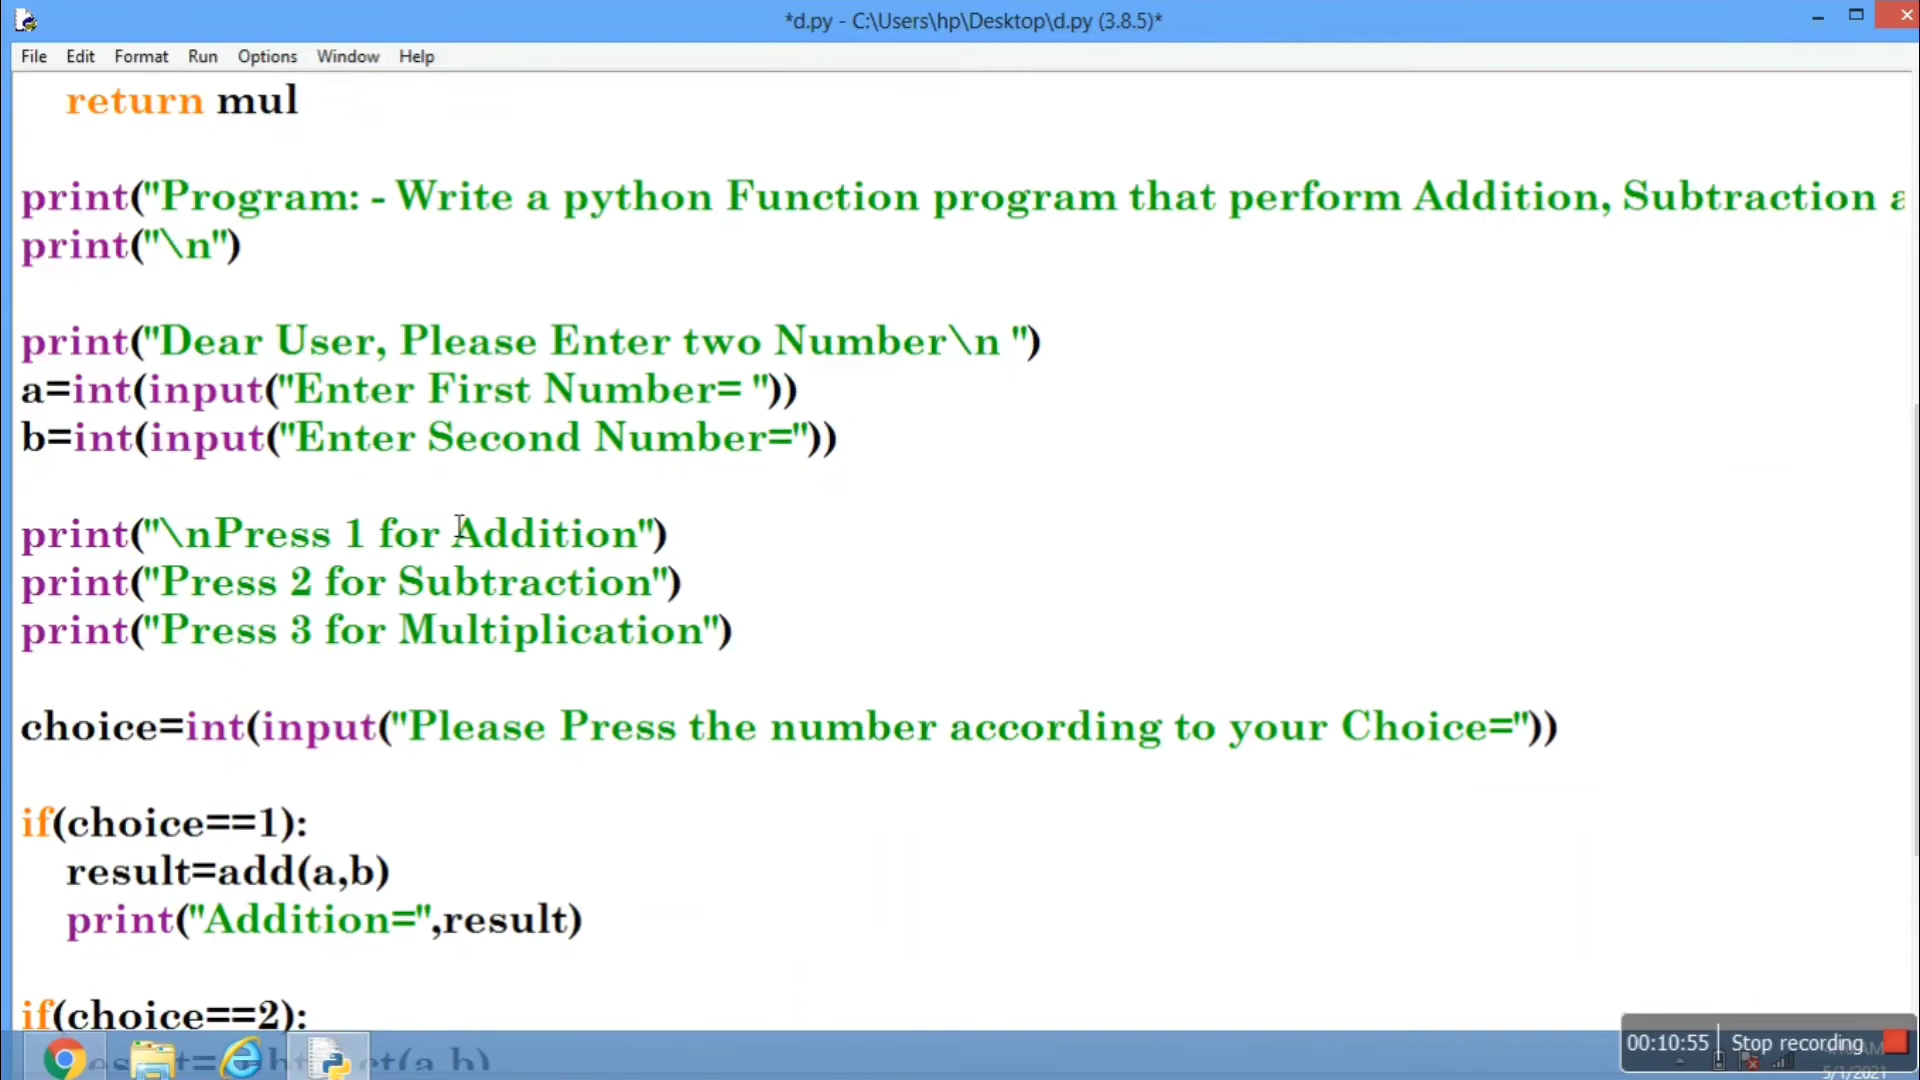 *d.py - C:\Users\hp\Desktop\d.py (3.8.5)*
File Edit Format Run Options Window Help
return mul
print("Program: - Write a python Function program that perform Addition, Subtraction a
print("\n")
print("Dear User, Please Enter two Number\n ")
a=int(input("Enter First Number= "))
b=int(input("Enter Second Number="))
print("\nPress 1 for Addition")
print("Press 2 for Subtraction")
print("Press 3 for Multiplication")
choice=int(input("Please Press the number according to your Choice="))
if(choice==1):
result=add(a,b)
print("Addition=",result)
if(choice==2):
00:10:55 Stop recording
5/1/2021